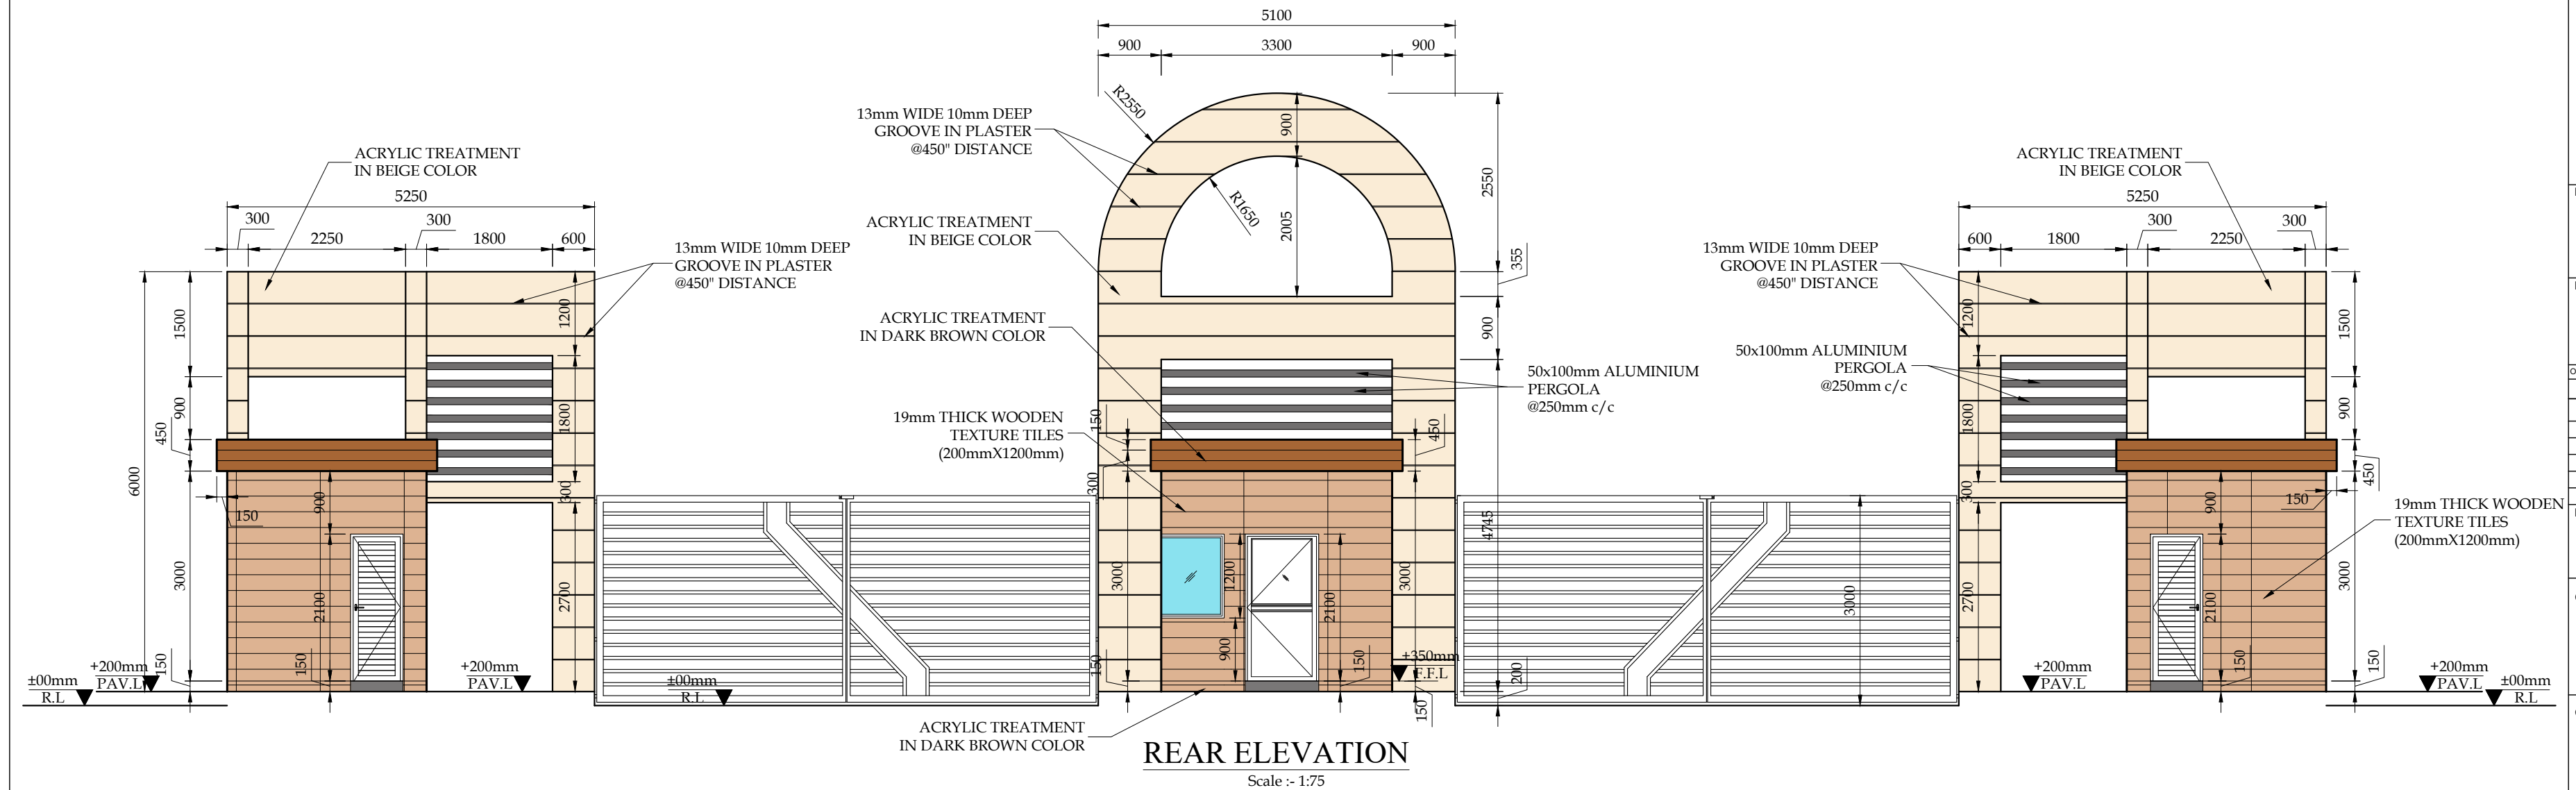 5100
900
3300
900
R2550
13mm WIDE 10mm DEEP
GROOVE IN PLASTER
@450" DISTANCE
900
2550
R1650
2005
355
ACRYLIC TREATMENT
IN BEIGE COLOR
5250
300
300
2250
1800
600
13mm WIDE 10mm DEEP
GROOVE IN PLASTER
@450" DISTANCE
1500
1200
900
450
1800
6000
300
150
900
3000
2100
2700
150
150
+200mm
PAV.L
±00mm
R.L
+200mm
PAV.L
±00mm
R.L
ACRYLIC TREATMENT
IN BEIGE COLOR
ACRYLIC TREATMENT
IN DARK BROWN COLOR
900
50x100mm ALUMINIUM
PERGOLA
@250mm c/c
19mm THICK WOODEN
TEXTURE TILES
(200mmX1200mm)
150
450
300
4745
3000
1200
3000
2100
900
150
150
+350mm
F.F.L
150
200
ACRYLIC TREATMENT
IN DARK BROWN COLOR
3000
ACRYLIC TREATMENT
IN BEIGE COLOR
5250
300
300
600
1800
2250
13mm WIDE 10mm DEEP
GROOVE IN PLASTER
@450" DISTANCE
1200
1500
50x100mm ALUMINIUM
PERGOLA
@250mm c/c
1800
900
450
300
900
150
19mm THICK WOODEN
TEXTURE TILES
(200mmX1200mm)
2700
2100
3000
150
150
+200mm
PAV.L
+200mm
PAV.L
±00mm
R.L
REAR ELEVATION
Scale :- 1:75